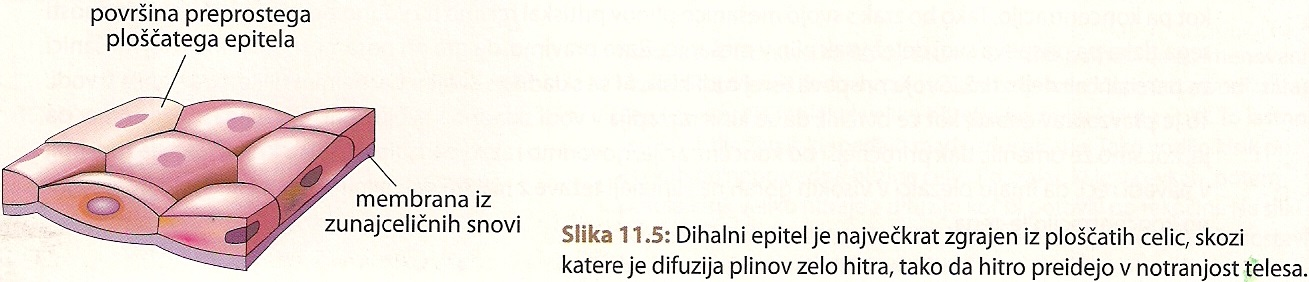 površina preprostega
ploščatega epitela
membrana iz
zunajceličnih snovi
Slika 11.5: Dihalni epitel je največkrat zgrajen iz ploščatih celic, skozi
katere je difuzija plinov zelo hitra, tako da hitro preidejo v notranjost telesa.